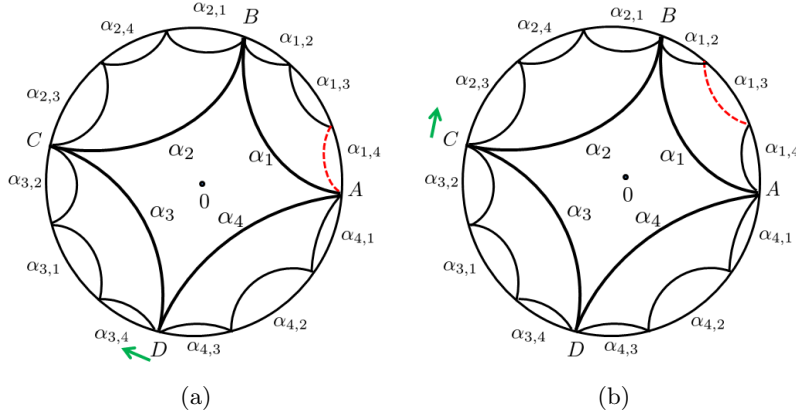 α2,1
B
α2,4
α1,2
α2,3
α1,3
C
α2
α1
α1,4
α3,2
α3
0
α4
A
α3,1
α4,1
α3,4
D
α4,3
α4,2
(a)
α2,1
B
α2,4
α1,2
α2,3
α1,3
C
α2
α1
α1,4
α3,2
α3
0
α4
A
α3,1
α4,1
α3,4
D
α4,3
α4,2
(b)